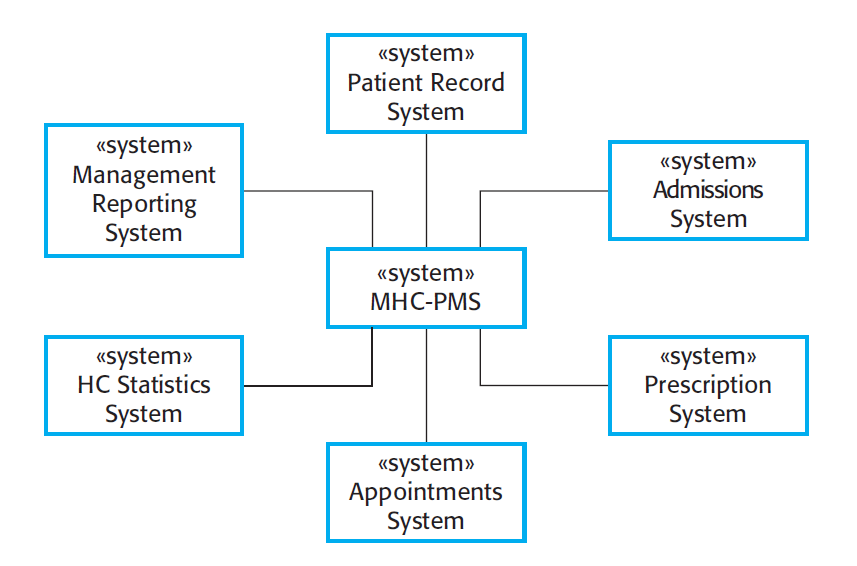 «system»
Patient Record
System
«system»
Management
Reporting
System
«system»
Admissions
System
«system»
MHC-PMS
«system»
HC Statistics
System
«system»
Prescription
System
«system»
Appointments
System